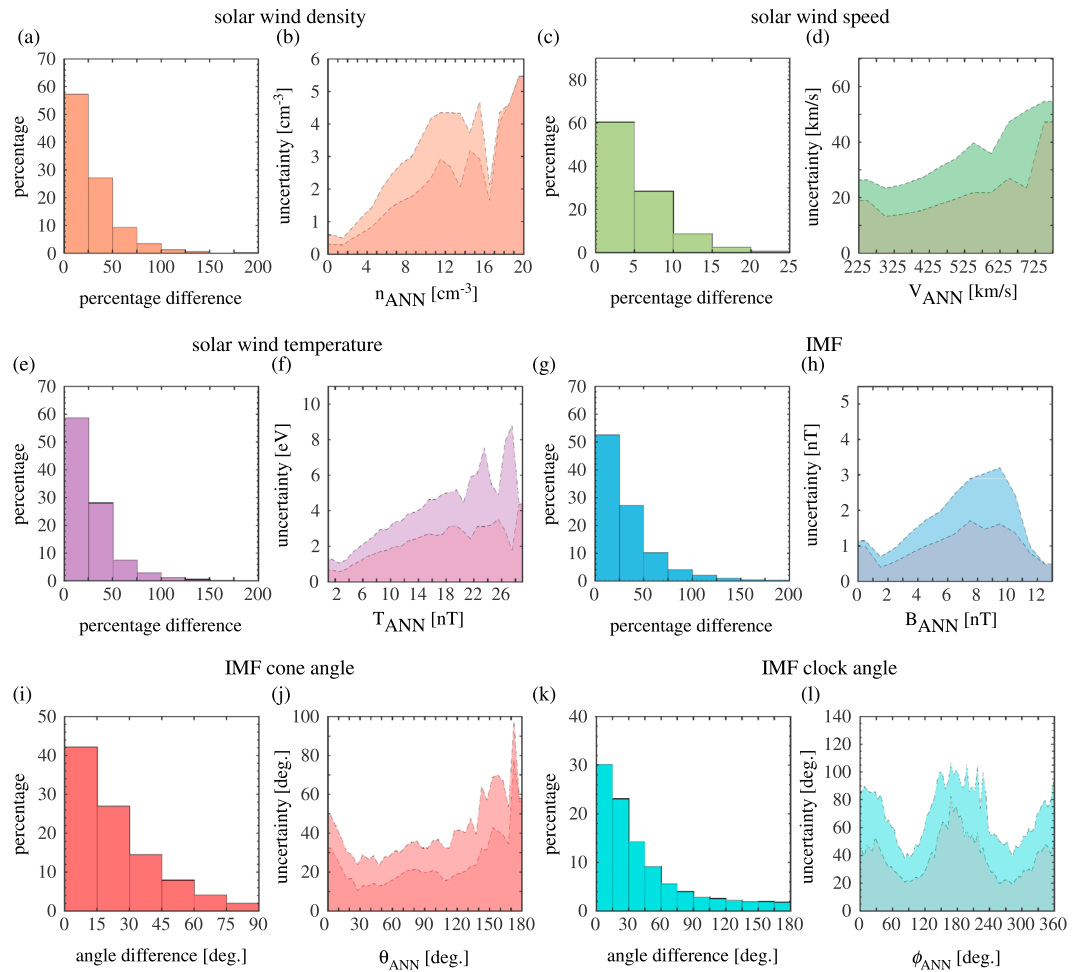 solar wind density
solar wind speed
(a)
(b)
(c)
(d)
percentage
70
60
50
40
30
20
10
0
0 50 100 150 200
percentage difference
uncertainty [cm-3]
6
5
4
3
2
1
0
0 4 8 12 16 20
nANN [cm-3]
percentage
80
60
40
20
0
0 5 10 15 20 25
percentage difference
uncertainty [km/s]
80
60
40
20
0
225 325 425 525 625 725
VANN [km/s]
solar wind temperature
IMF
(e)
(f)
(g)
(h)
percentage
70
60
50
40
30
20
10
0
0 50 100 150 200
percentage difference
uncertainty [eV]
10
8
6
4
2
0
2 6 10 14 18 22 26
TANN [nT]
percentage
70
60
50
40
30
20
10
0
0 50 100 150 200
percentage difference
uncertainty [nT]
5
4
3
2
1
0
0 2 4 6 8 10 12
BANN [nT]
IMF cone angle
IMF clock angle
(i)
(j)
(k)
(l)
percentage
50
40
30
20
10
0
0 15 30 45 60 75 90
angle difference [deg.]
uncertainty [deg.]
100
80
60
40
20
0
0 30 60 90 120 150 180
θANN [deg.]
percentage
40
30
20
10
0
0 30 60 90 120 150 180
angle difference [deg.]
uncertainty [deg.]
140
120
100
80
60
40
20
0
0 60 120 180 240 300 360
ϕANN [deg.]